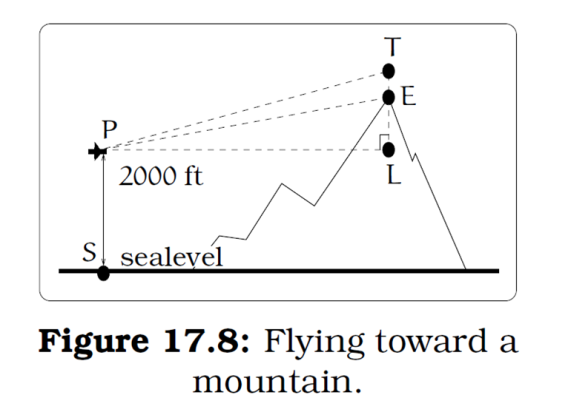 T
E
P
2000 ft
L
S sealevel
Figure 17.8: Flying toward a
mountain.